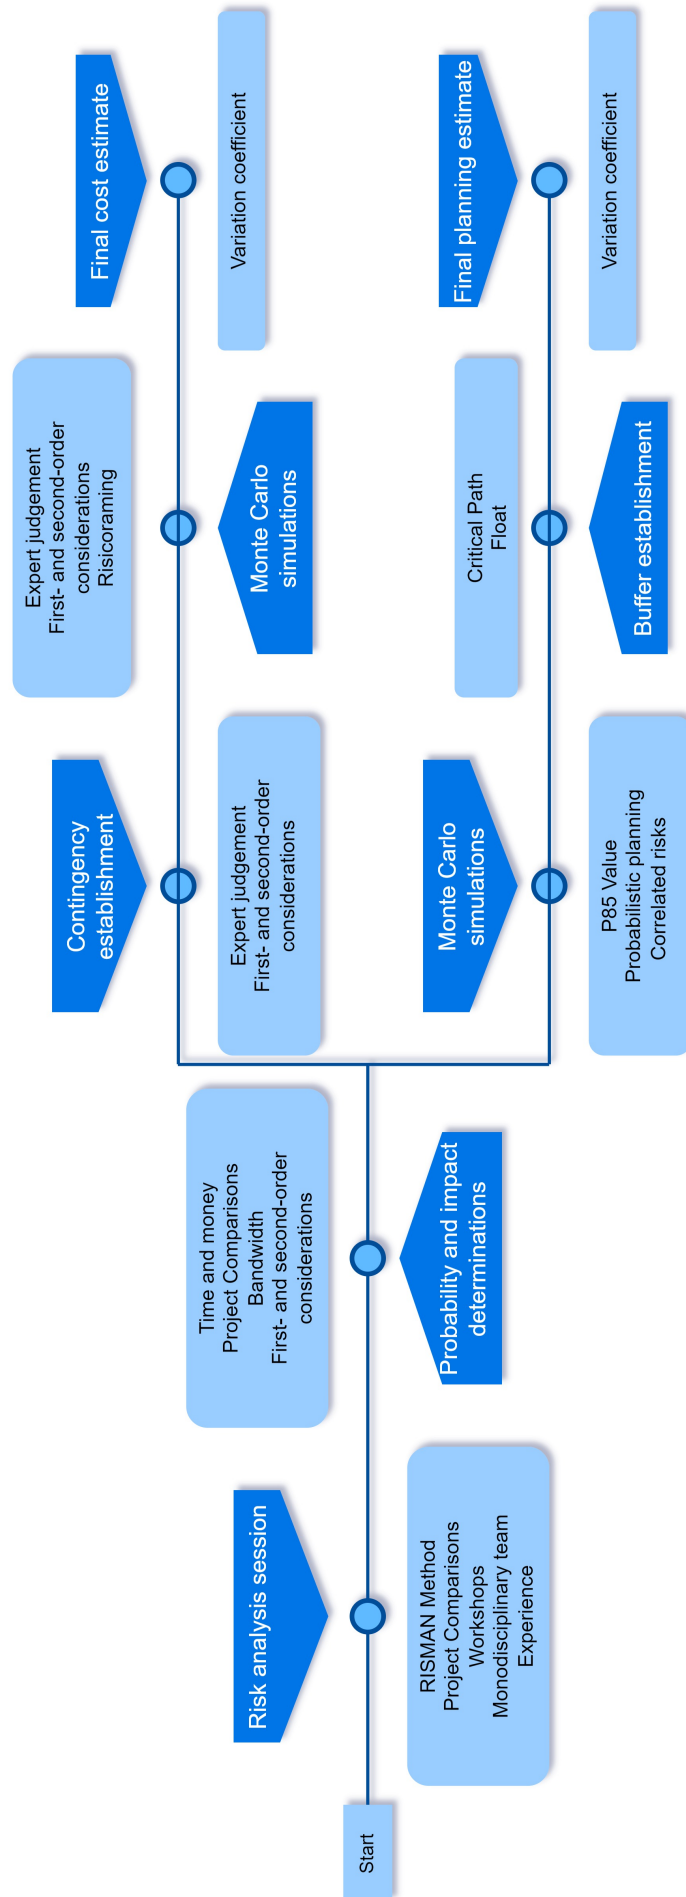 Start
Risk analysis session
RISMAN Method
Project Comparisons
Workshops
Monodisciplinary team
Experience
Time and money
Project Comparisons
Bandwidth
First- and second-order
considerations
Probability and impact
determinations
Contingency
establishment
Expert judgement
First- and second-order
considerations
Expert judgement
First- and second-order
considerations
Risicoraming
Monte Carlo
simulations
Final cost estimate
Variation coefficient
Monte Carlo
simulations
P85 Value
Probabilistic planning
Correlated risks
Critical Path
Float
Buffer establishment
Final planning estimate
Variation coefficient